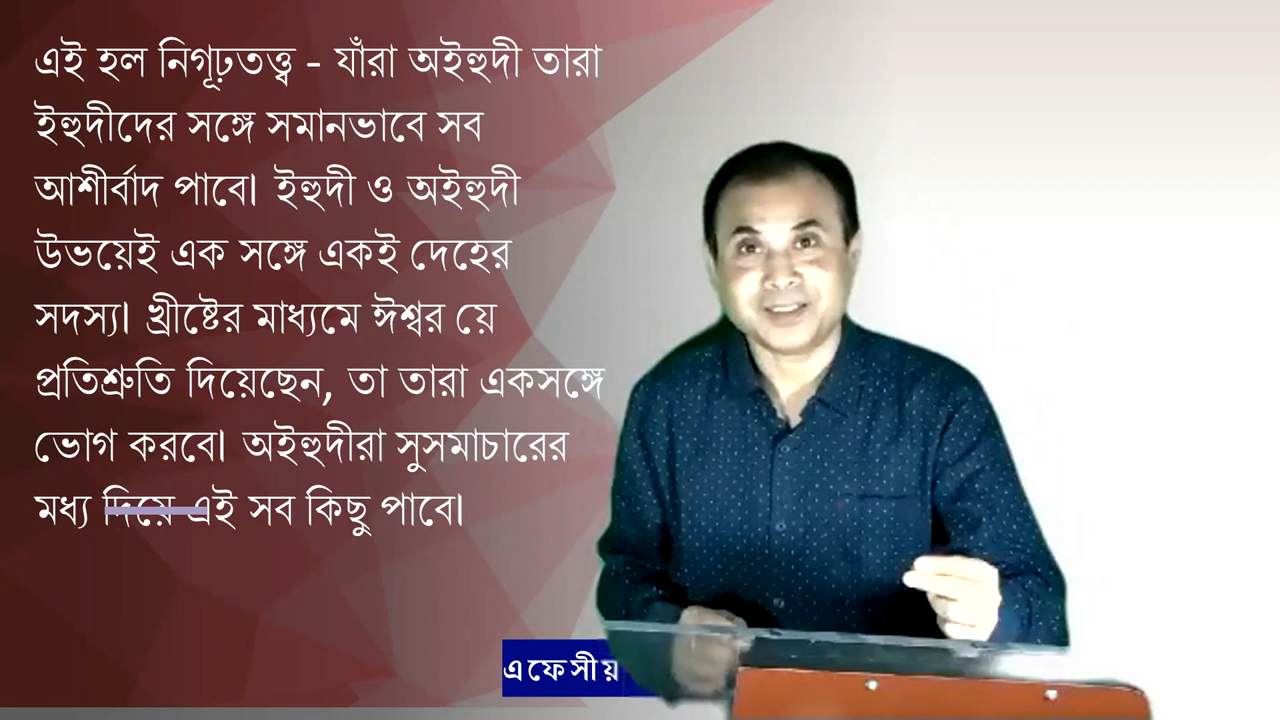 এই হল নিগূঢ়তত্ত্ব - যাঁরা অইহুদী তারা
ইহুদীদের সঙ্গে সমানভাবে সব
আশীর্বাদ পাবে। ইহুদী ও অইহুদী
উভয়েই এক সঙ্গে একই দেহের
সদস্য। খ্রীষ্টের মাধ্যমে ঈশ্বর য়ে
প্রতিশ্রুতি দিয়েছেন, তা তারা একসঙ্গে
ভোগ করবে। অইহুদীরা সুসমাচারের
মধ্য দিয়ে এই সব কিছু পাবে।
এফেসীয়